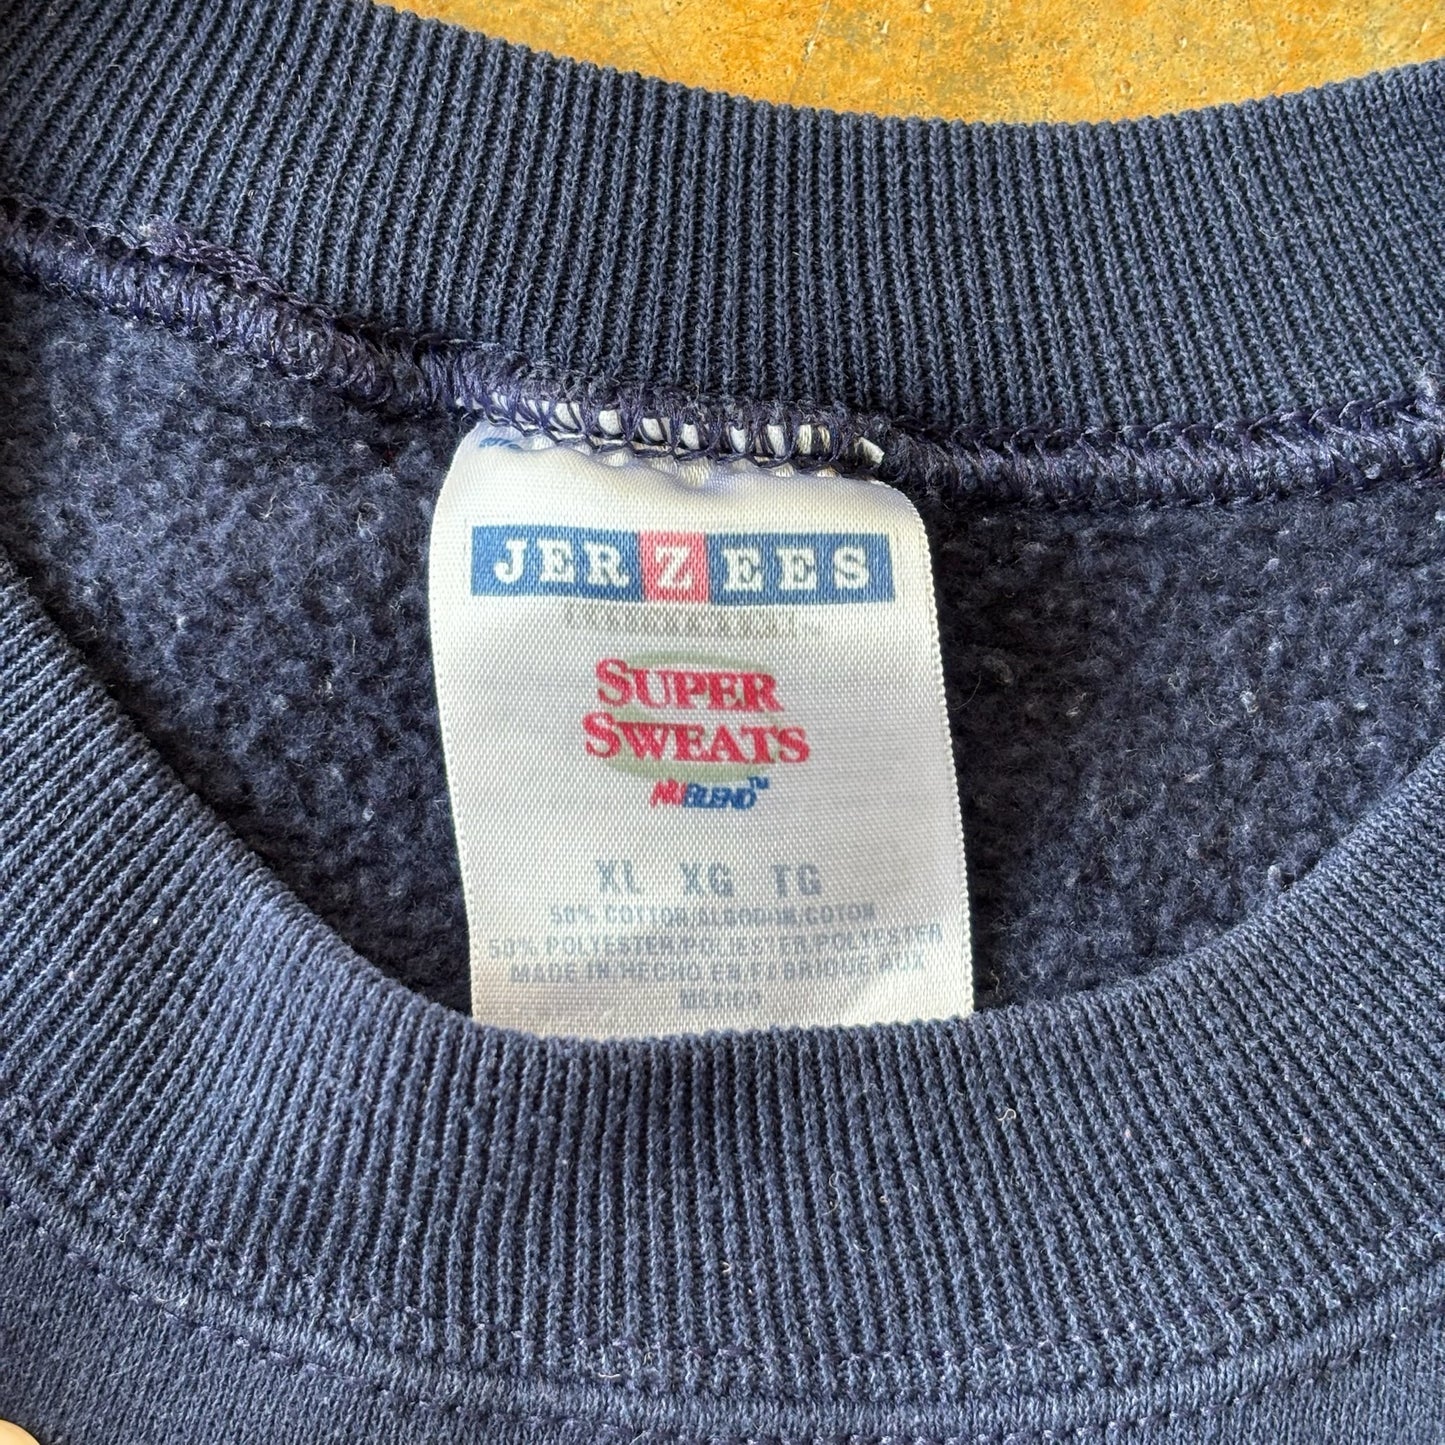 JERZEES
SUPER
SWEATS
NUBLEND™
XL XG TG
50% COTTON/ALGODON/COTON
50% POLYESTER/POLIESTER/POLYESTER
MADE IN/HECHO EN/FABRIQUE AUX
MEXICO